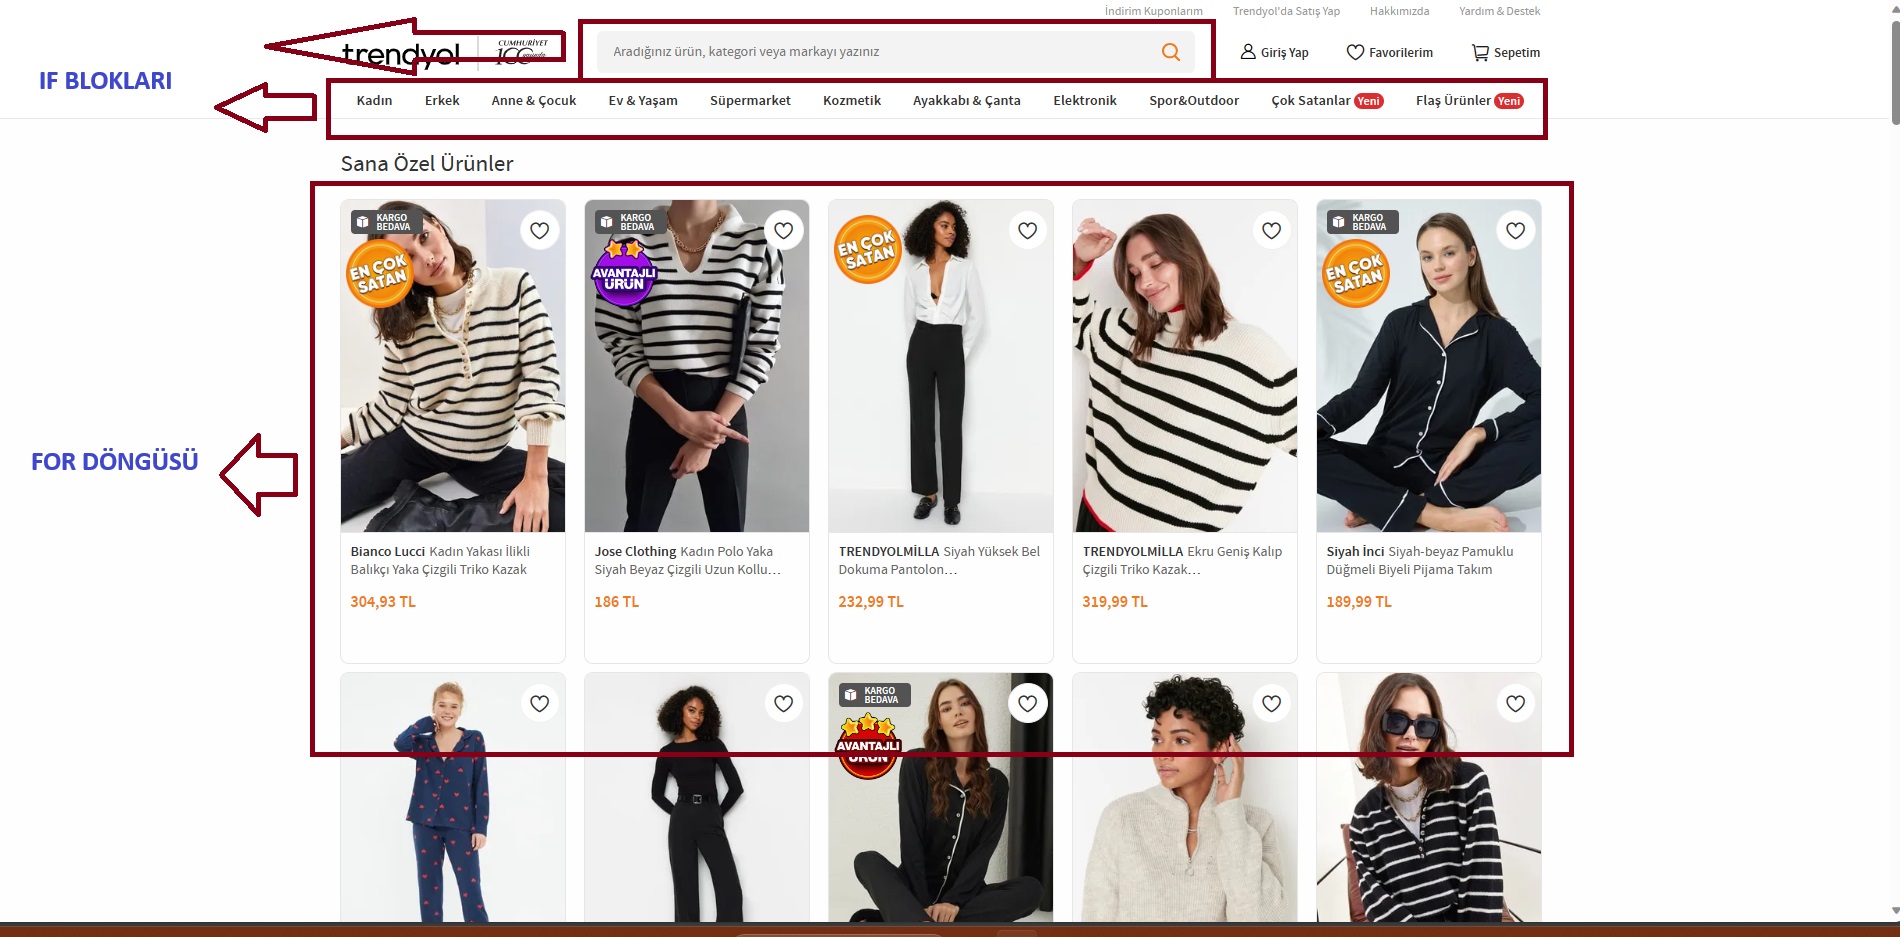 İndirim Kuponlarım Trendyol'da Satış Yap Hakkımızda Yardım & Destek
trendyol
CUMHURİYET
Aradığınız ürün, kategori veya markayı yazınız
Giriş Yap Favorilerim Sepetim
IF BLOKLARI
Kadın Erkek Anne & Çocuk Ev & Yaşam Süpermarket Kozmetik Ayakkabı & Çanta Elektronik Spor&Outdoor Çok Satanlar Yeni Flaş Ürünler Yeni
Sana Özel Ürünler
FOR DÖNGÜSÜ
KARGO
BEDAVA
EN ÇOK
SATAN
KARGO
BEDAVA
AVANTAJLI
ÜRÜN
EN ÇOK
SATAN
KARGO
BEDAVA
EN ÇOK
SATAN
Bianco Lucci Kadın Yakası İlikli
Balıkçı Yaka Çizgili Triko Kazak
304,93 TL
Jose Clothing Kadın Polo Yaka
Siyah Beyaz Çizgili Uzun Kollu...
186 TL
TRENDYOLMİLLA Siyah Yüksek Bel
Dokuma Pantolon...
232,99 TL
TRENDYOLMİLLA Ekru Geniş Kalıp
Çizgili Triko Kazak...
319,99 TL
Siyah İnci Siyah-beyaz Pamuklu
Düğmeli Biyeli Pijama Takım
189,99 TL
KARGO
BEDAVA
AVANTAJLI
ÜRÜN